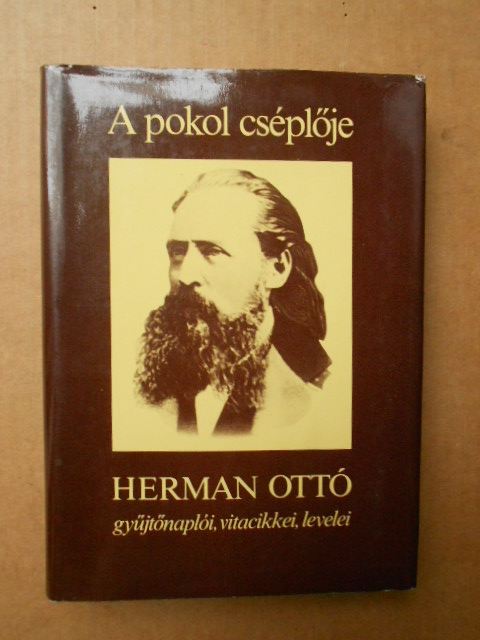 A pokol cséplője
HERMAN OTTÓ
gyűjtőnaplói, vitacikkei, levelei